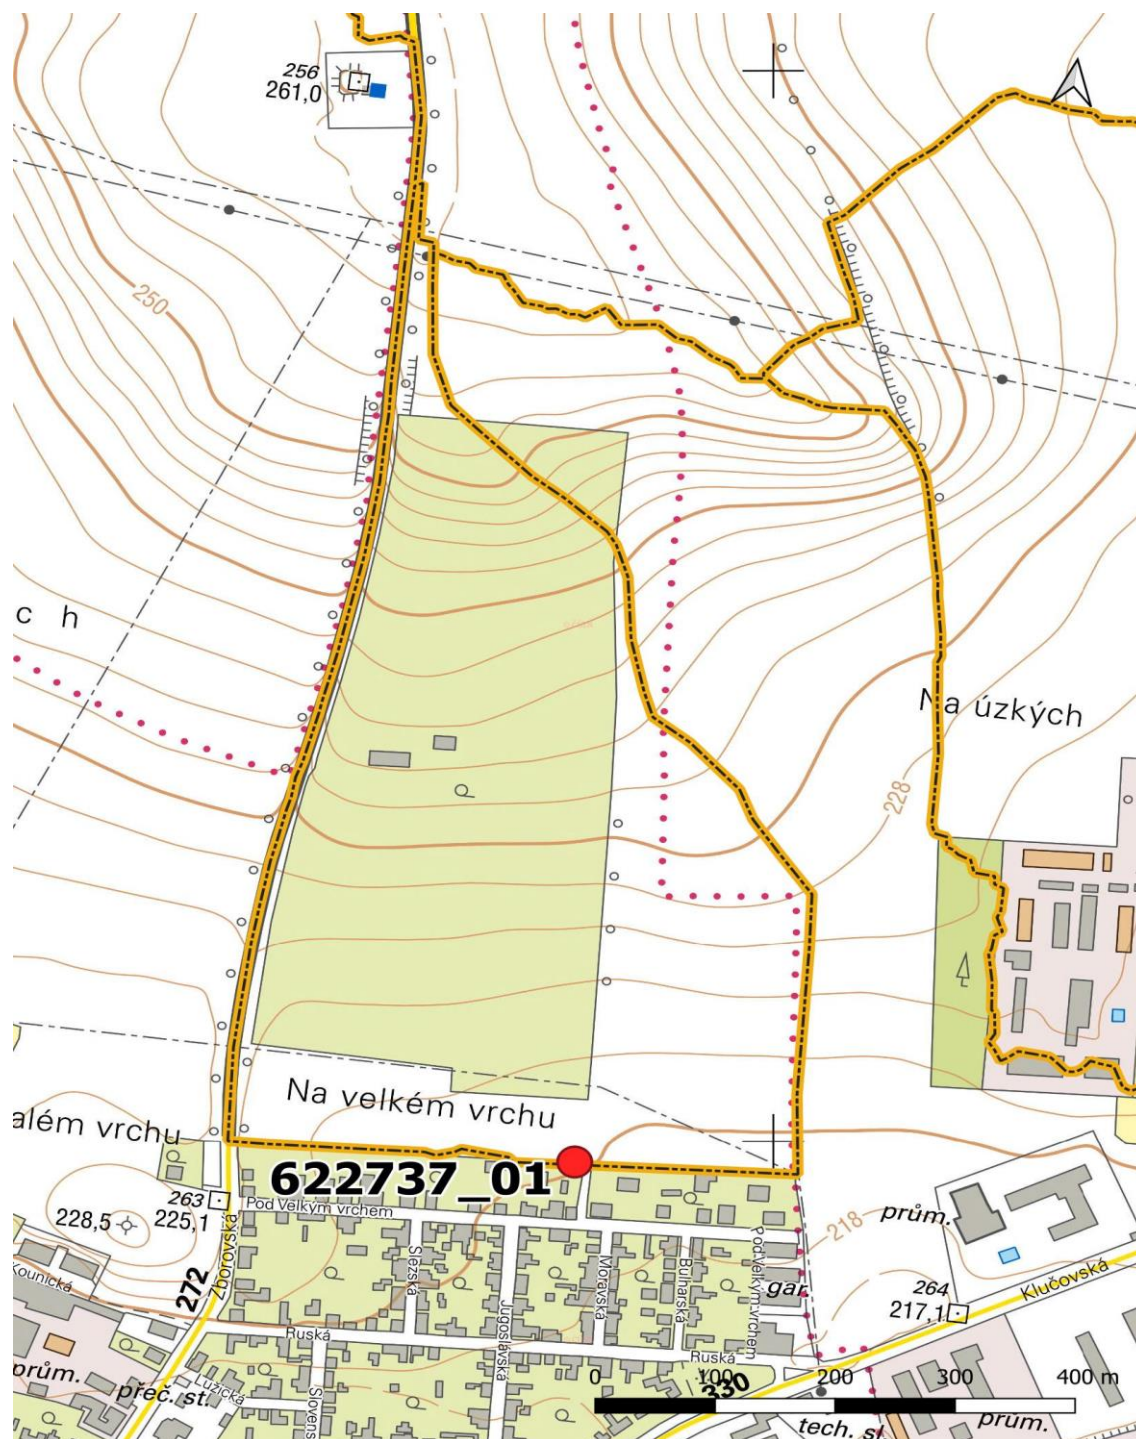 256
261,0
250
c h
Na úzkých
228
Na velkém vrchu
além vrchu
622737_01
263
225,1
228,5
Pod Velkým vrchem
prům.
218
Zborovská
272
Kounická
Slezská
Jugoslávská
Moravská
Bulharská
Pod Velkým vrchem
gar.
264
217,1
Klučovská
Ruská
Ruská
prům.
přeč. st.
Lužická
Slovens
330
0 100 200 300 400 m
tech. s
prům.